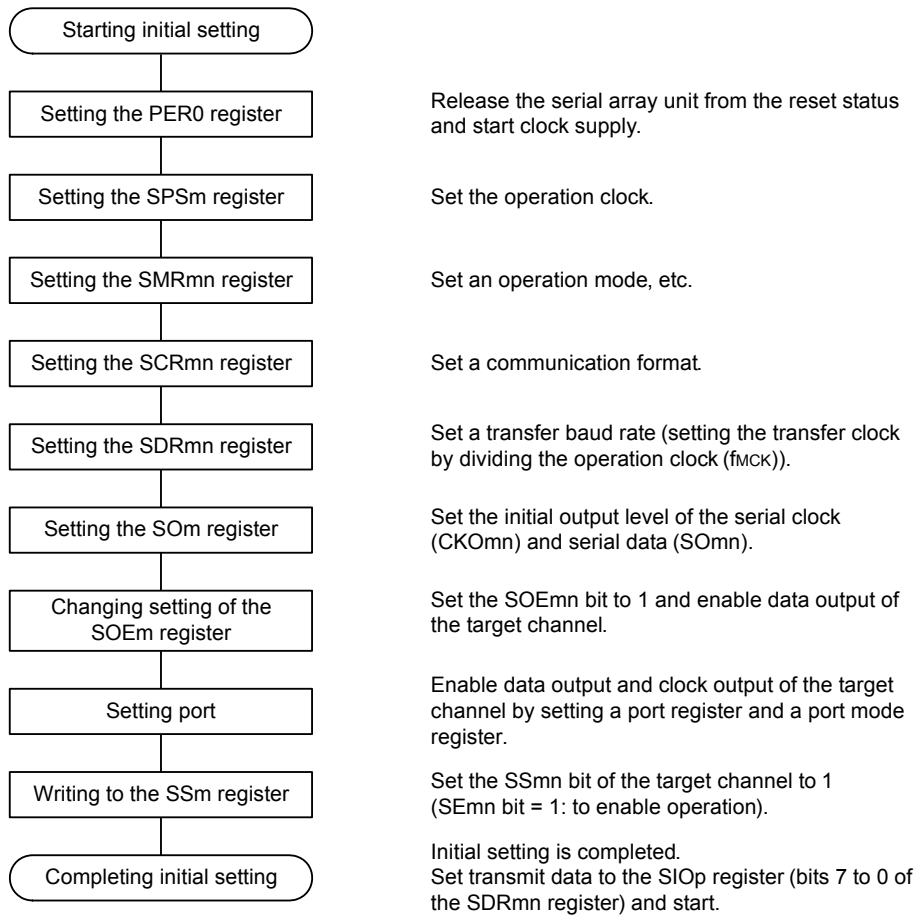 Starting initial setting
Setting the PER0 register
Release the serial array unit from the reset status
and start clock supply.
Setting the SPSm register
Set the operation clock.
Setting the SMRmn register
Set an operation mode, etc.
Setting the SCRmn register
Set a communication format.
Setting the SDRmn register
Set a transfer baud rate (setting the transfer clock
by dividing the operation clock (fMCK)).
Setting the SOm register
Set the initial output level of the serial clock
(CKOmn) and serial data (SOmn).
Changing setting of the
SOEm register
Set the SOEmn bit to 1 and enable data output of
the target channel.
Setting port
Enable data output and clock output of the target
channel by setting a port register and a port mode
register.
Writing to the SSm register
Set the SSmn bit of the target channel to 1
(SEmn bit = 1: to enable operation).
Completing initial setting
Initial setting is completed.
Set transmit data to the SIOp register (bits 7 to 0 of
the SDRmn register) and start.